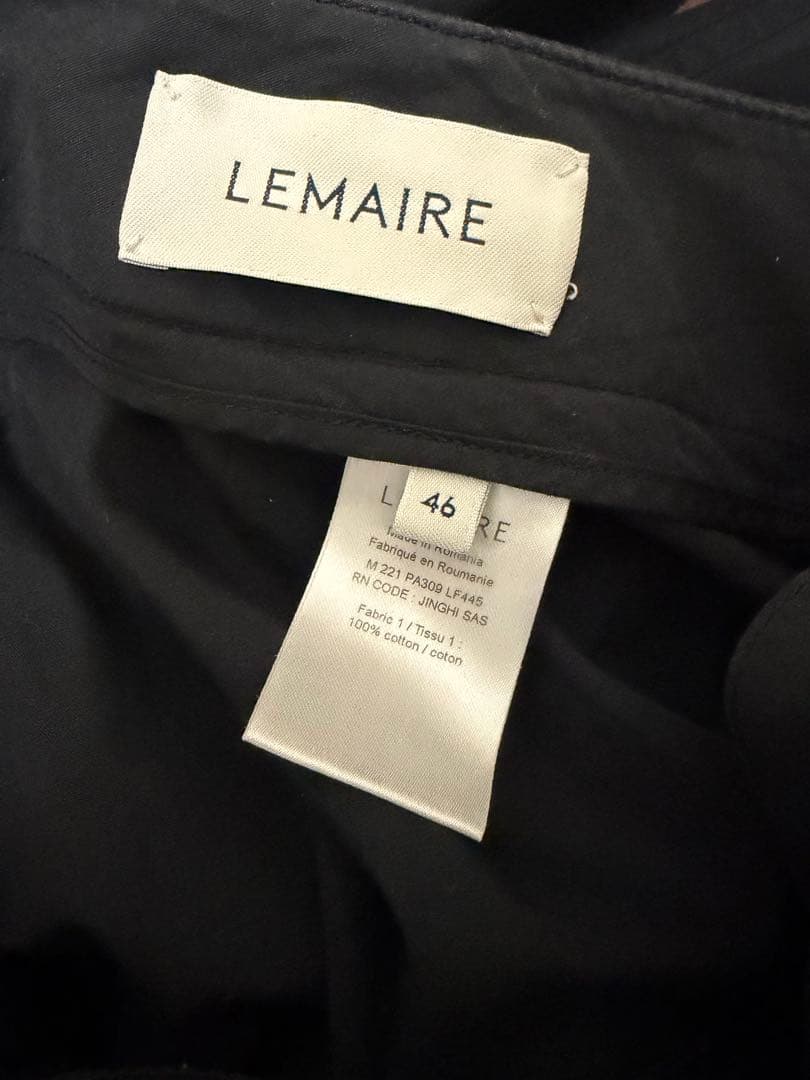 LEMAIRE
46
L RE
Made in Romania
Fabriqué en Roumanie
M 221 PA309 LF445
RN CODE : JINGHI SAS
Fabric 1 / Tissu 1 :
100% cotton / coton